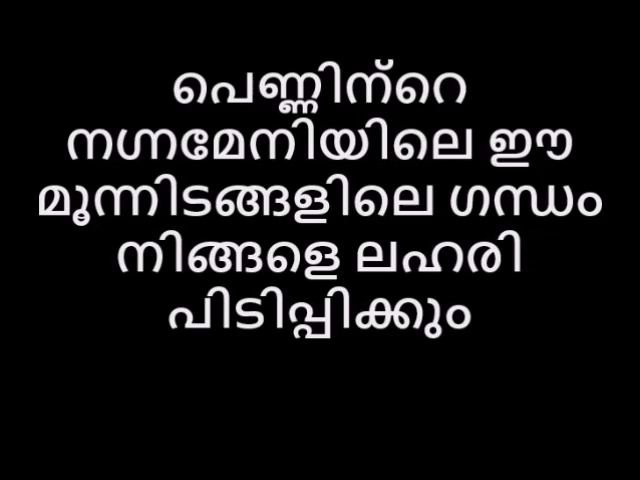 പെണ്ണിന്റെ
നഗ്നമേനിയിലെ ഈ
മൂന്നിടങ്ങളിലെ ഗന്ധം
നിങ്ങളെ ലഹരി
പിടിപ്പിക്കും